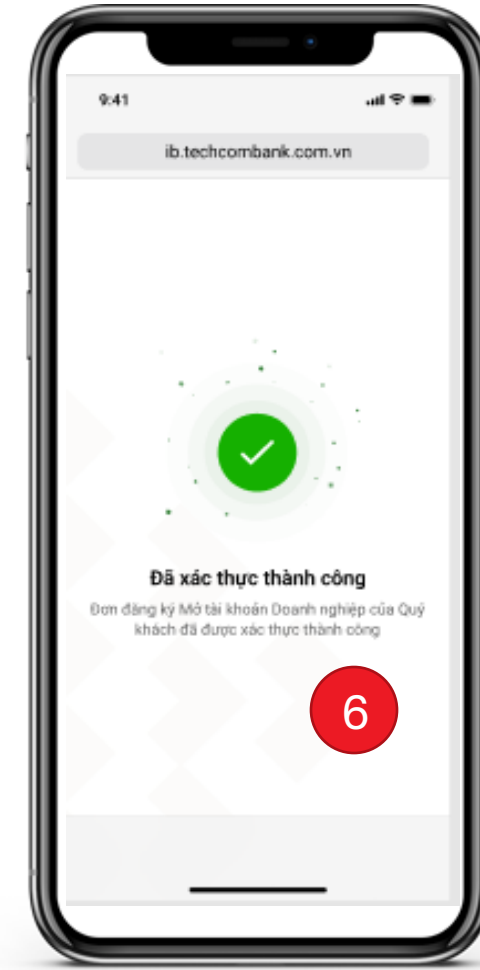 9:41
ib.techcombank.com.vn
Đã xác thực thành công
Đơn đăng ký Mở tài khoản Doanh nghiệp của Quý
khách đã được xác thực thành công
6